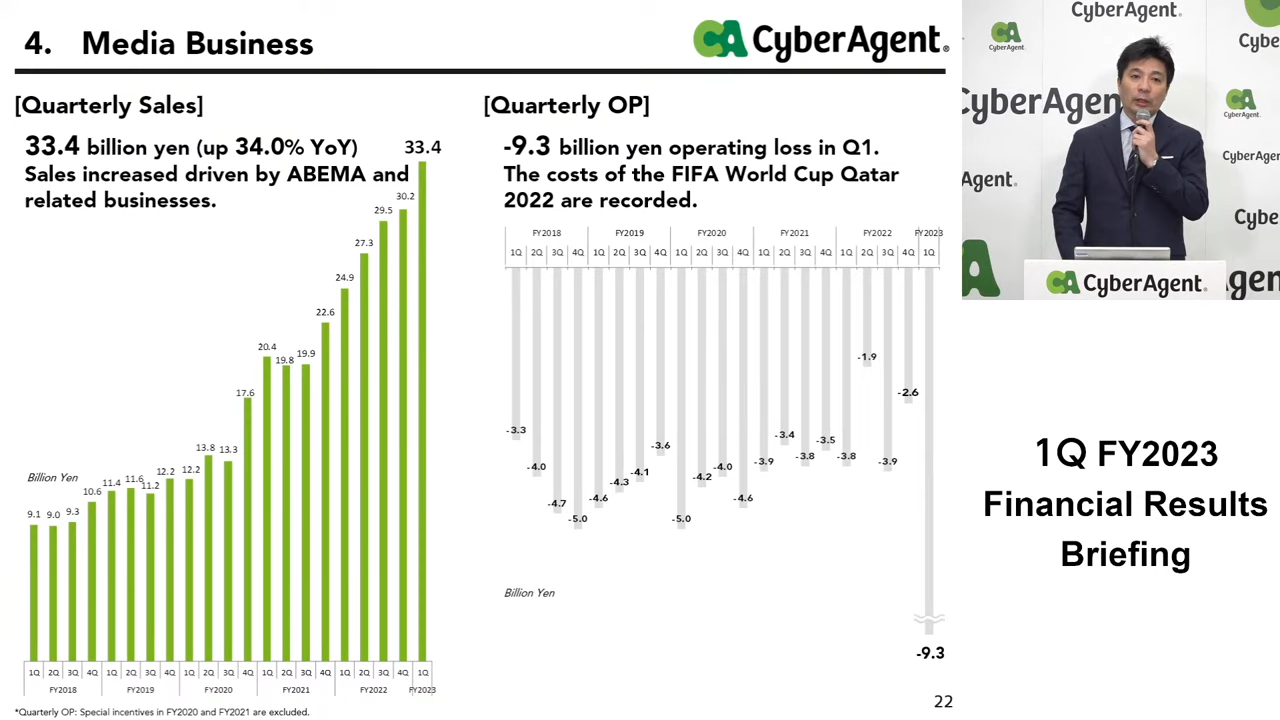 4. Media Business
CyberAgent®
[Quarterly Sales]
33.4 billion yen (up 34.0% YoY)
Sales increased driven by ABEMA and
related businesses.
33.4
30.2
29.5
27.3
24.9
22.6
20.4
19.8
19.9
17.6
13.8
13.3
12.2
12.2
11.2
11.6
11.4
10.6
9.3
9.0
9.1
Billion Yen
1Q 2Q 3Q 4Q 1Q 2Q 3Q 4Q 1Q 2Q 3Q 4Q 1Q 2Q 3Q 4Q 1Q 2Q 3Q 4Q 1Q
FY2018 FY2019 FY2020 FY2021 FY2022 FY2023
*Quarterly OP: Special incentives in FY2020 and FY2021 are excluded.
[Quarterly OP]
-9.3 billion yen operating loss in Q1.
The costs of the FIFA World Cup Qatar
2022 are recorded.
FY2018 FY2019 FY2020 FY2021 FY2022 FY2023
1Q 2Q 3Q 4Q 1Q 2Q 3Q 4Q 1Q 2Q 3Q 4Q 1Q 2Q 3Q 4Q 1Q 2Q 3Q 4Q 1Q
-3.3
-4.0
-4.7
-5.0
-4.6
-4.3
-4.1
-3.6
-5.0
-4.2
-4.0
-4.6
-3.9
-3.4
-3.8
-3.5
-3.8
-1.9
-3.9
-2.6
-9.3
Billion Yen
22
CyberAgent®
CA
CyberAgent.
Cybe
yberAgen
CA
CyberAgent.
CyberAgent
Agent.
Cybe
CyberAgent.
gen
1Q FY2023
Financial Results
Briefing